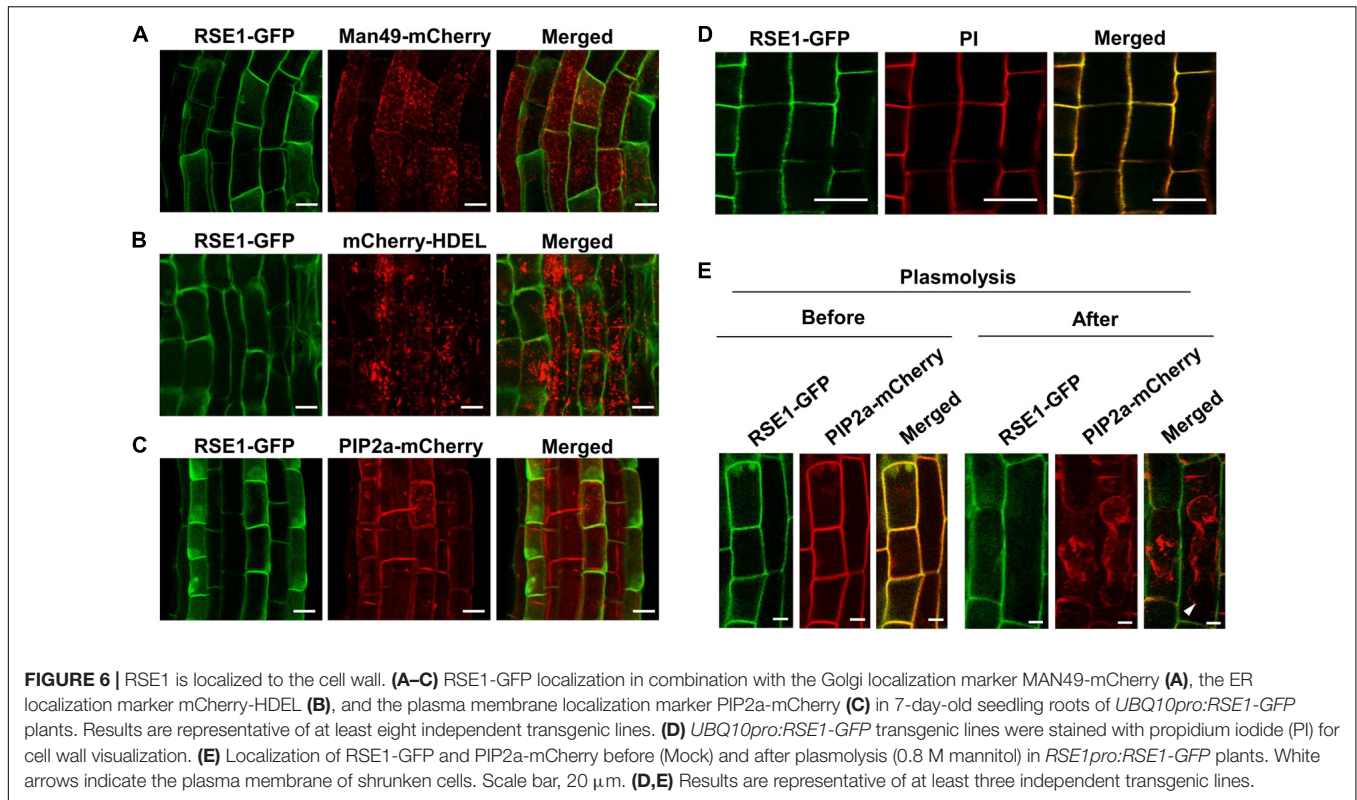 A RSE1-GFP Man49-mCherry Merged
B RSE1-GFP mCherry-HDEL Merged
C RSE1-GFP PIP2a-mCherry Merged
D RSE1-GFP PI Merged
E Plasmolysis
Before After
RSE1-GFP PIP2a-mCherry Merged RSE1-GFP PIP2a-mCherry Merged
FIGURE 6 | RSE1 is localized to the cell wall. (A–C) RSE1-GFP localization in combination with the Golgi localization marker MAN49-mCherry (A), the ER
localization marker mCherry-HDEL (B), and the plasma membrane localization marker PIP2a-mCherry (C) in 7-day-old seedling roots of UBQ10pro:RSE1-GFP
plants. Results are representative of at least eight independent transgenic lines. (D) UBQ10pro:RSE1-GFP transgenic lines were stained with propidium iodide (PI) for
cell wall visualization. (E) Localization of RSE1-GFP and PIP2a-mCherry before (Mock) and after plasmolysis (0.8 M mannitol) in RSE1pro:RSE1-GFP plants. White
arrows indicate the plasma membrane of shrunken cells. Scale bar, 20 μm. (D,E) Results are representative of at least three independent transgenic lines.